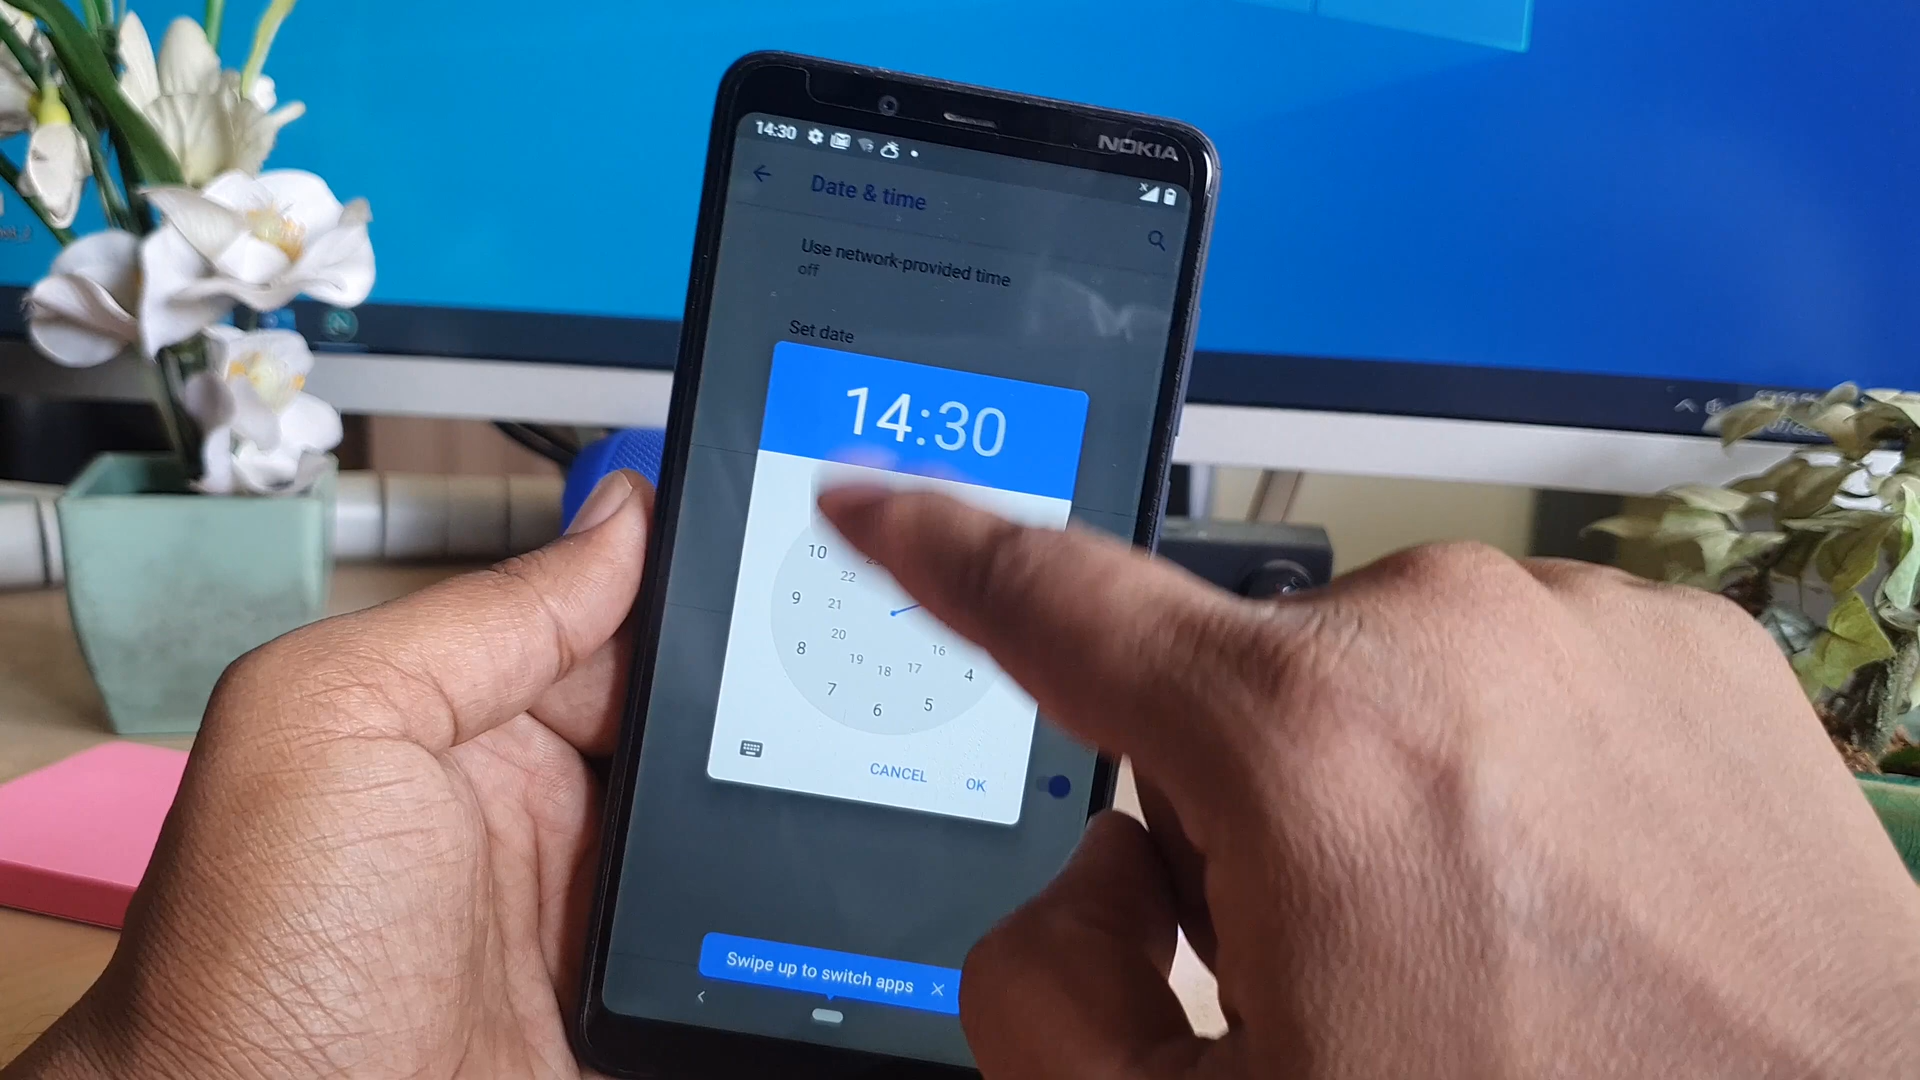 NOKIA
14:30
Date & time
Use network-provided time
off
Set date
14:30
10
22
9
21
20
16
8
19
18
17
4
7
6
5
CANCEL
OK
Swipe up to switch apps